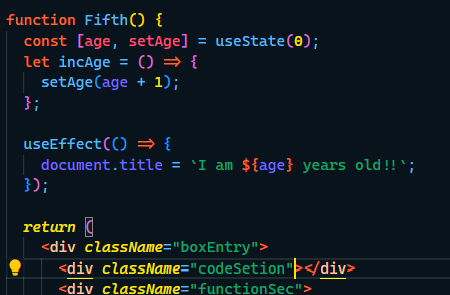 function Fifth() {
const [age, setAge] = useState(0);
let incAge = () => {
setAge(age + 1);
};
useEffect(() => {
document.title = `I am ${age} years old!!`;
});
return (
<div className="boxEntry">
<div className="codeSetion"></div>
<div className="functionSec">